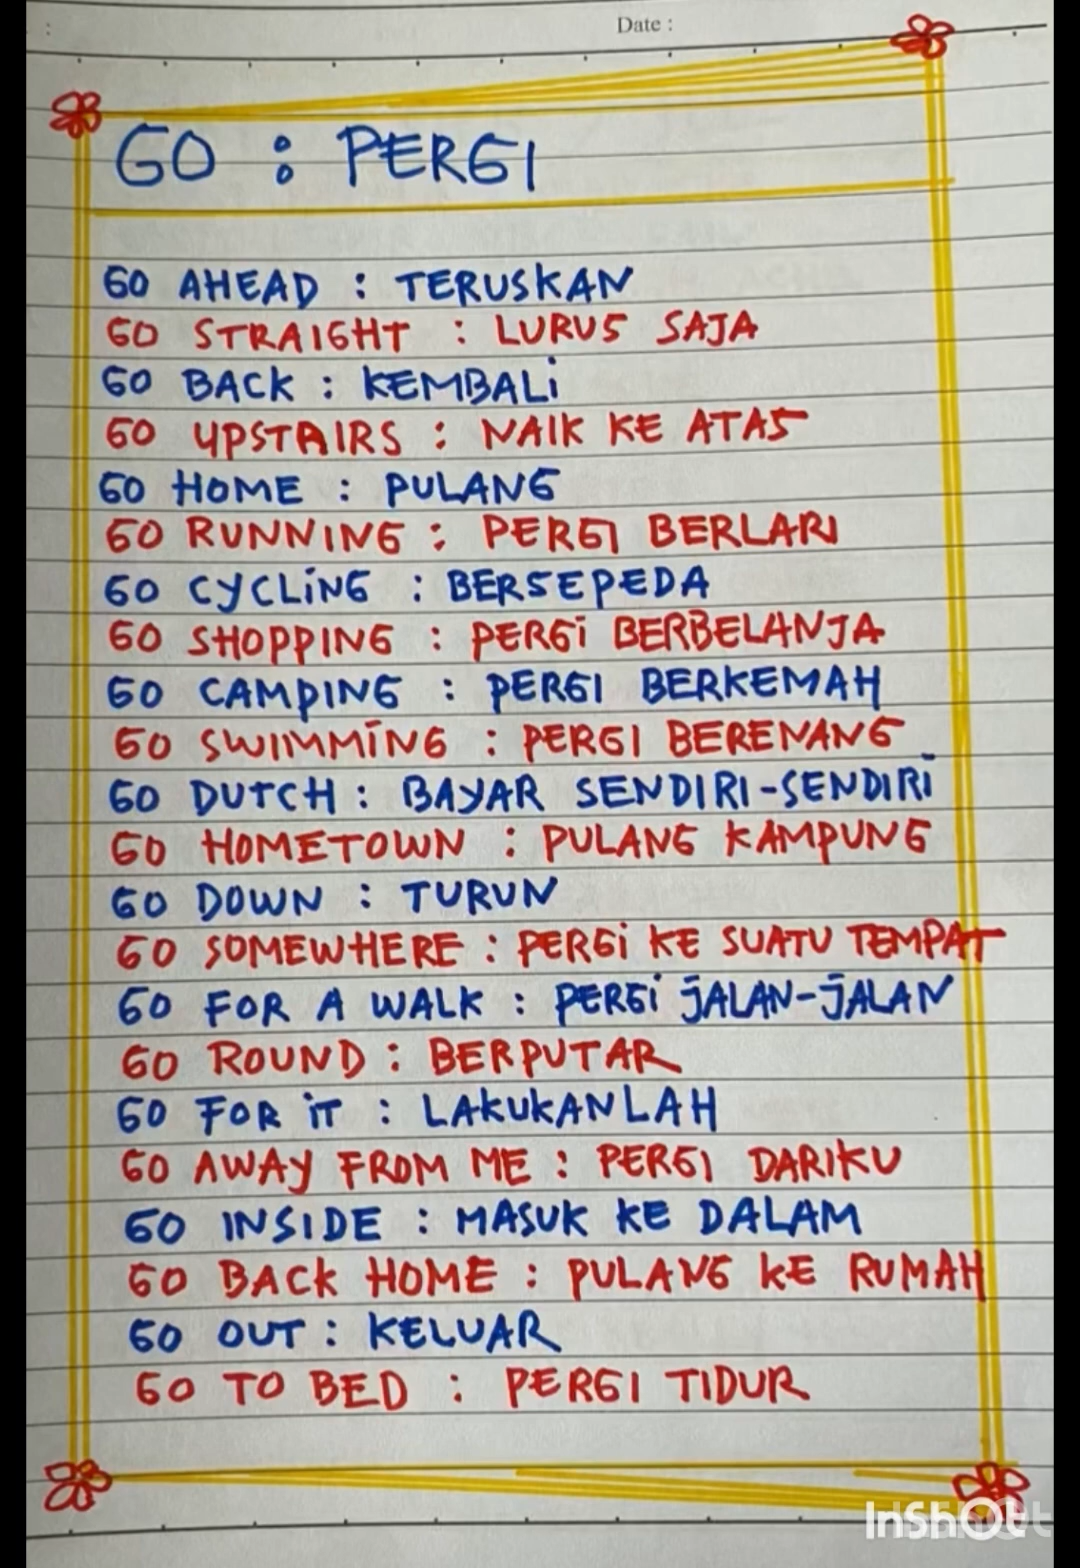 Date :
GO : PERGI
GO AHEAD : TERUSKAN
GO STRAIGHT : LURUS SAJA
GO BACK : KEMBALi
GO UPSTAIRS : NAIK KE ATAS
GO HOME : PULANG
GO RUNNING : PERGI BERLARI
GO CYCLiNG : BERSEPEDA
GO SHOPPING : PERGi BERBELANJA
GO CAMPING : PERGI BERKEMAH
GO SWIMMiNG : PERGI BERENANG
GO DUTCH : BAYAR SENDIRI-SENDIRi
GO HOMETOWN : PULANG KAMPUNG
GO DOWN : TURUN
GO SOMEWHERE : PERGi KE SUATU TEMPAT
GO FOR A WALK : PERGi jALAN-jALAN
GO ROUND : BERPUTAR
GO FOR iT : LAKUKANLAH
GO AWAY FROM ME : PERGI DARIKU
GO INSIDE : MASUK KE DALAM
GO BACK HOME : PULANG KE RUMAH
GO OUT : KELUAR
GO TO BED : PERGI TIDUR
InShOt